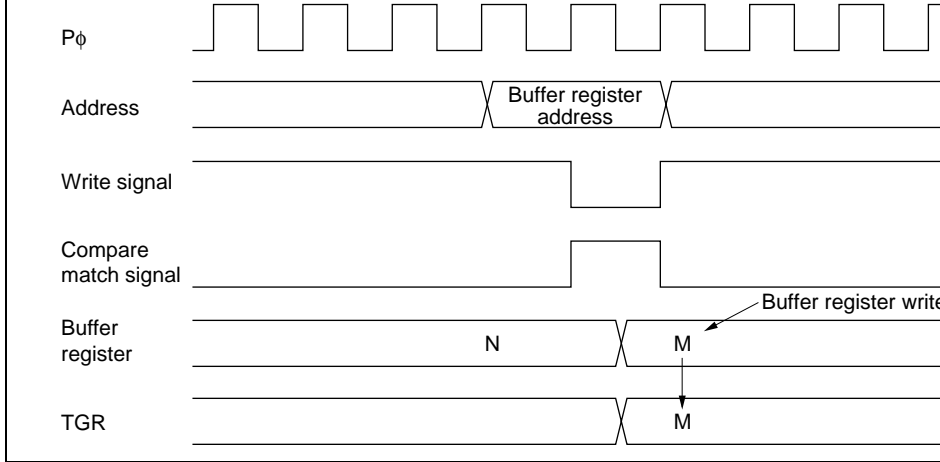 Pϕ
Address
Buffer register
address
Write signal
Compare
match signal
Buffer register write
Buffer
register
N
M
TGR
M